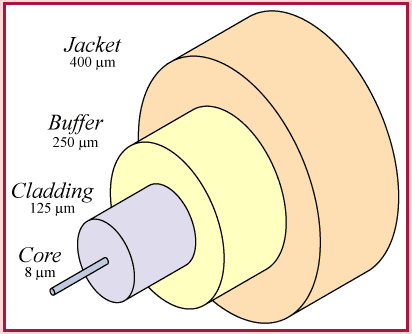 Jacket
400 µm
Buffer
250 µm
Cladding
125 µm
Core
8 µm